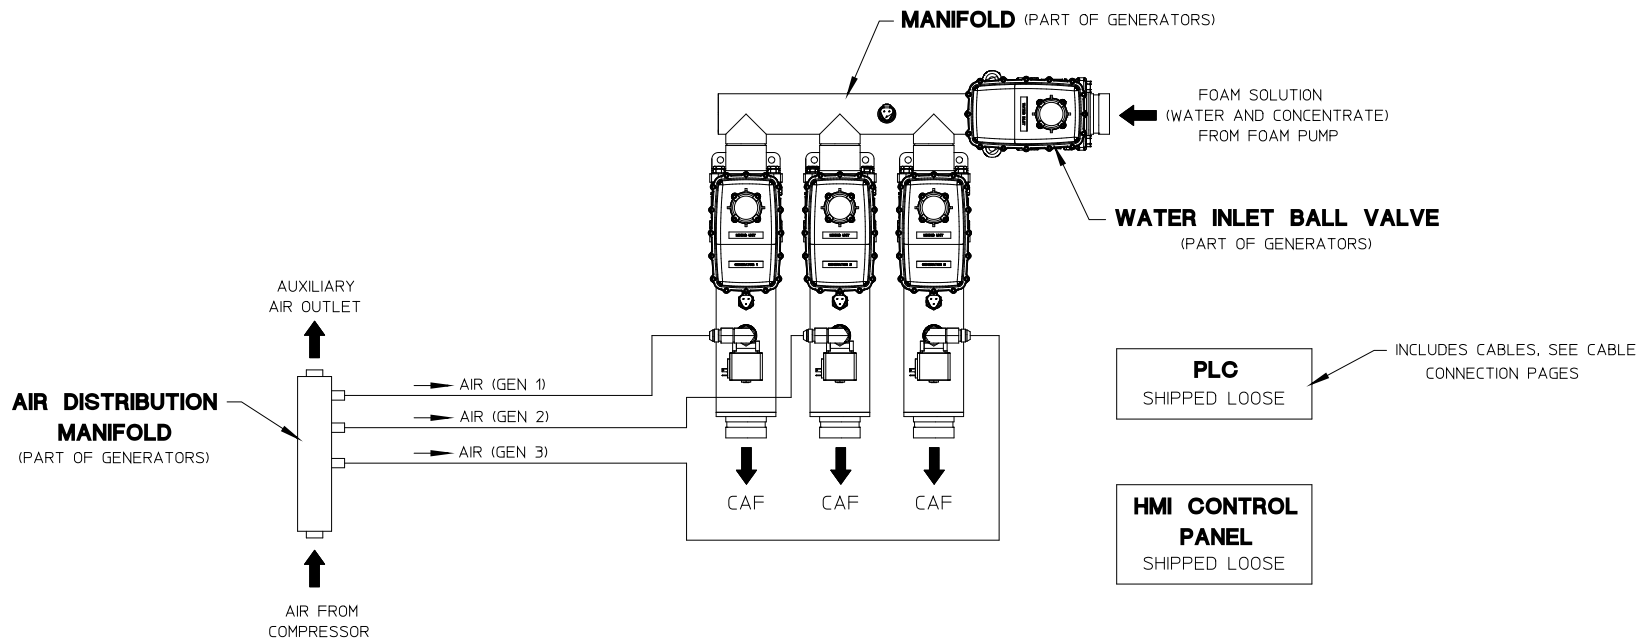 MANIFOLD (PART OF GENERATORS)
FOAM SOLUTION
(WATER AND CONCENTRATE)
FROM FOAM PUMP
WATER INLET BALL VALVE
(PART OF GENERATORS)
AUXILIARY
AIR OUTLET
AIR DISTRIBUTION
MANIFOLD
(PART OF GENERATORS)
AIR (GEN 1)
AIR (GEN 2)
AIR (GEN 3)
CAF CAF CAF
AIR FROM
COMPRESSOR
PLC
SHIPPED LOOSE
INCLUDES CABLES, SEE CABLE
CONNECTION PAGES
HMI CONTROL
PANEL
SHIPPED LOOSE